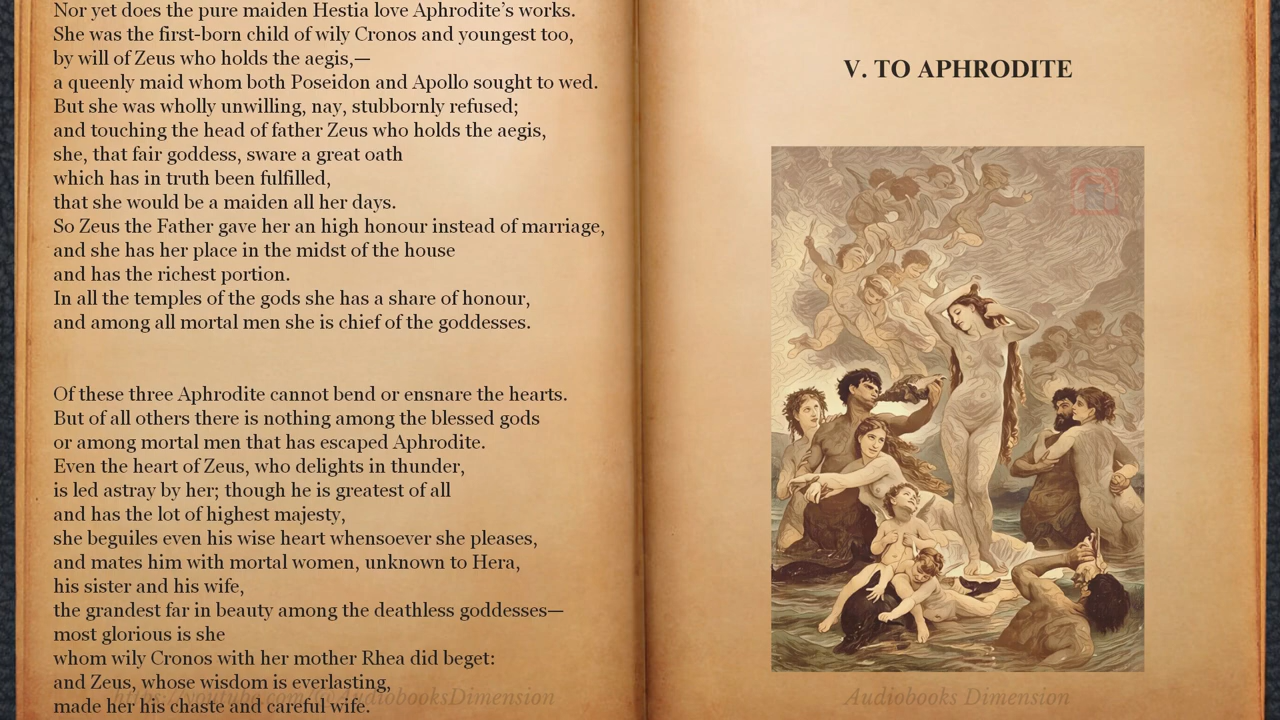 Nor yet does the pure maiden Hestia love Aphrodite’s works.
She was the first-born child of wily Cronos and youngest too,
by will of Zeus who holds the aegis,—
a queenly maid whom both Poseidon and Apollo sought to wed.
But she was wholly unwilling, nay, stubbornly refused;
and touching the head of father Zeus who holds the aegis,
she, that fair goddess, sware a great oath
which has in truth been fulfilled,
that she would be a maiden all her days.
So Zeus the Father gave her an high honour instead of marriage,
and she has her place in the midst of the house
and has the richest portion.
In all the temples of the gods she has a share of honour,
and among all mortal men she is chief of the goddesses.
Of these three Aphrodite cannot bend or ensnare the hearts.
But of all others there is nothing among the blessed gods
or among mortal men that has escaped Aphrodite.
Even the heart of Zeus, who delights in thunder,
is led astray by her; though he is greatest of all
and has the lot of highest majesty,
she beguiles even his wise heart whensoever she pleases,
and mates him with mortal women, unknown to Hera,
his sister and his wife,
the grandest far in beauty among the deathless goddesses—
most glorious is she
whom wily Cronos with her mother Rhea did beget:
and Zeus, whose wisdom is everlasting,
made her his chaste and careful wife.
V. TO APHRODITE
Audiobooks Dimension